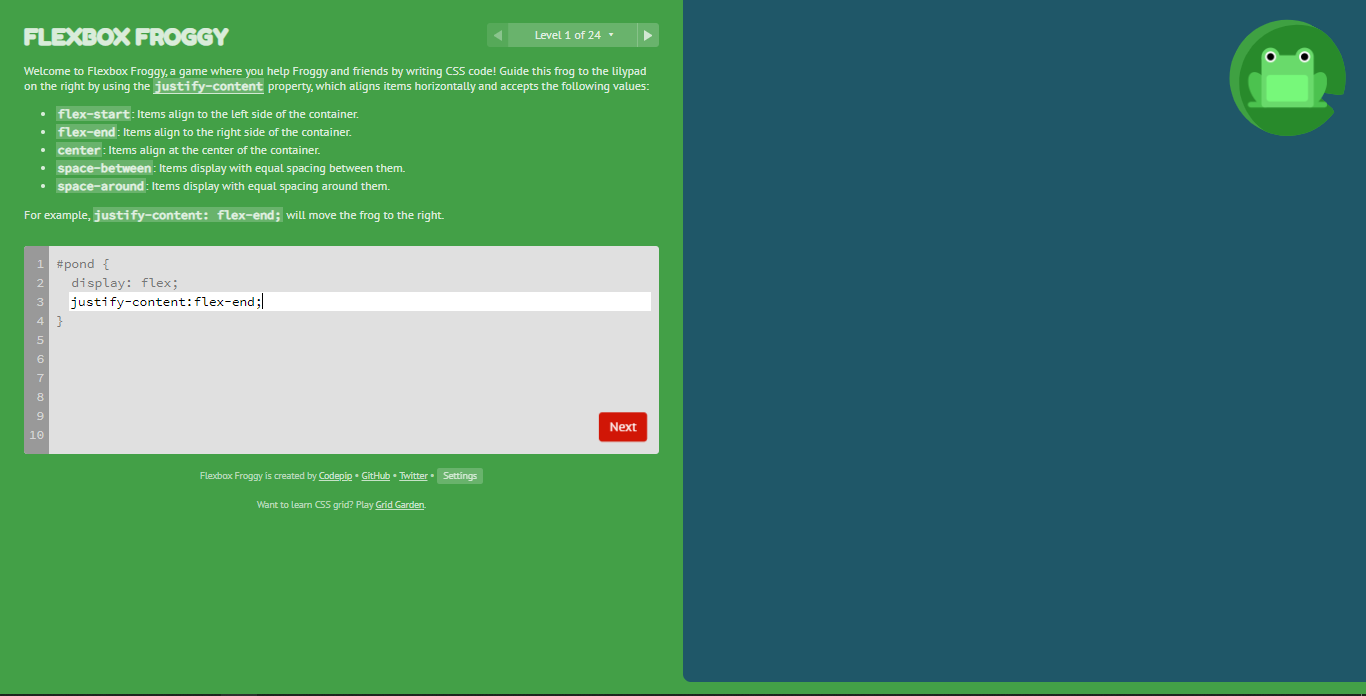 FLEXBOX FROGGY
Level 1 of 24
Welcome to Flexbox Froggy, a game where you help Froggy and friends by writing CSS code! Guide this frog to the lilypad
on the right by using the justify-content property, which aligns items horizontally and accepts the following values:
• flex-start: Items align to the left side of the container.
• flex-end: Items align to the right side of the container.
• center: Items align at the center of the container.
• space-between: Items display with equal spacing between them.
• space-around: Items display with equal spacing around them.
For example, justify-content: flex-end; will move the frog to the right.
1 #pond {
2 display: flex;
3 justify-content:flex-end;
4 }
5
6
7
8
9
10
Next
Flexbox Froggy is created by Codepip • GitHub • Twitter • Settings
Want to learn CSS grid? Play Grid Garden.